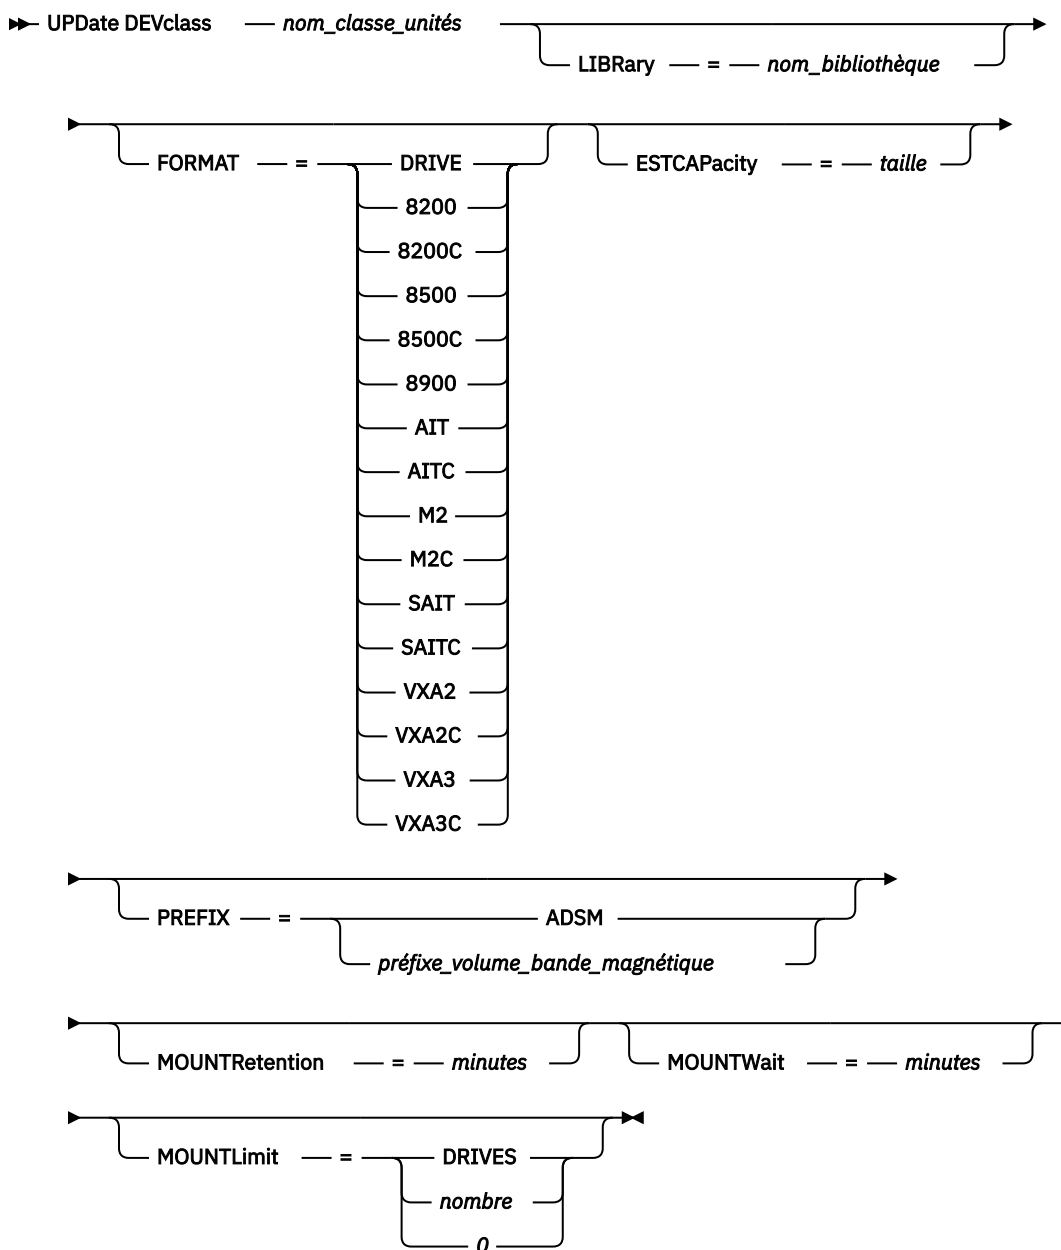 UPDate DEVclass — nom_classe_unités
LIBRary — = — nom_bibliothèque
FORMAT — = — DRIVE
8200
8200C
8500
8500C
8900
AIT
AITC
M2
M2C
SAIT
SAITC
VXA2
VXA2C
VXA3
VXA3C
ESTCAPacity — = — taille
PREFIX — = — ADSM
préfixe_volume_bande_magnétique
MOUNTRetention — = — minutes
MOUNTWait — = — minutes
MOUNTLimit — = — DRIVES
nombre
0